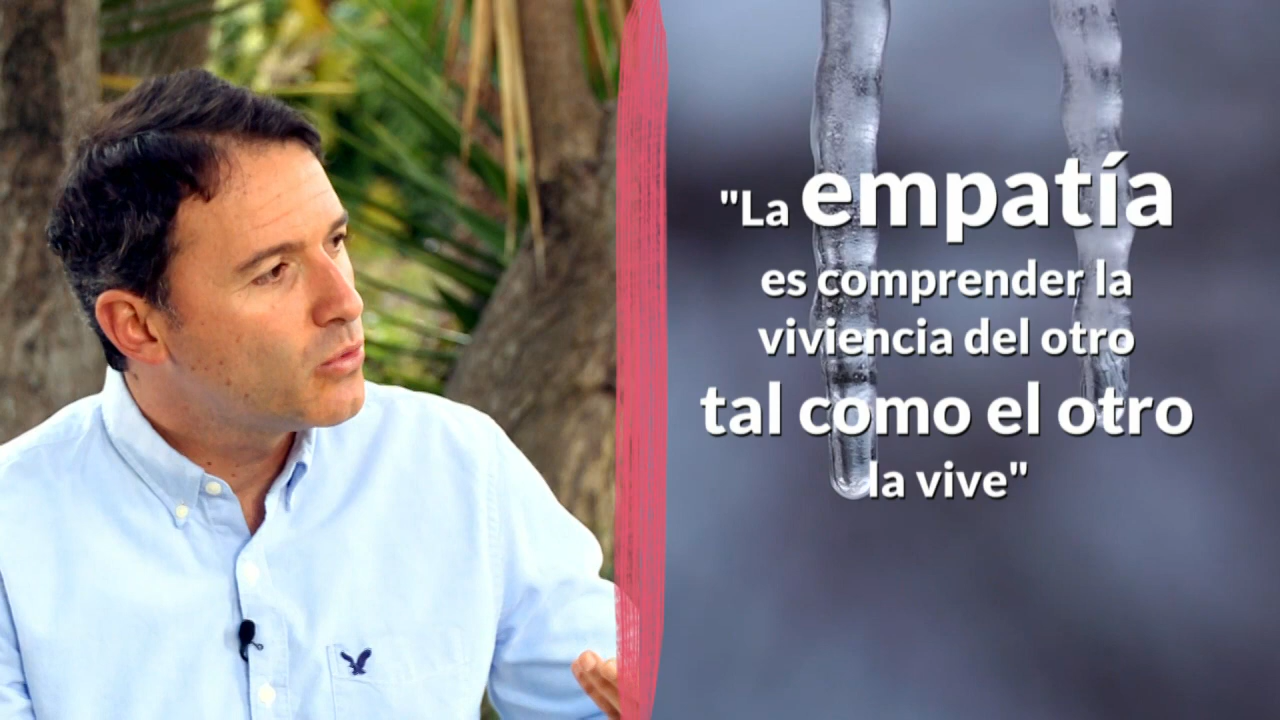 "La empatía
es comprender la
viviencia del otro
tal como el otro
la vive"